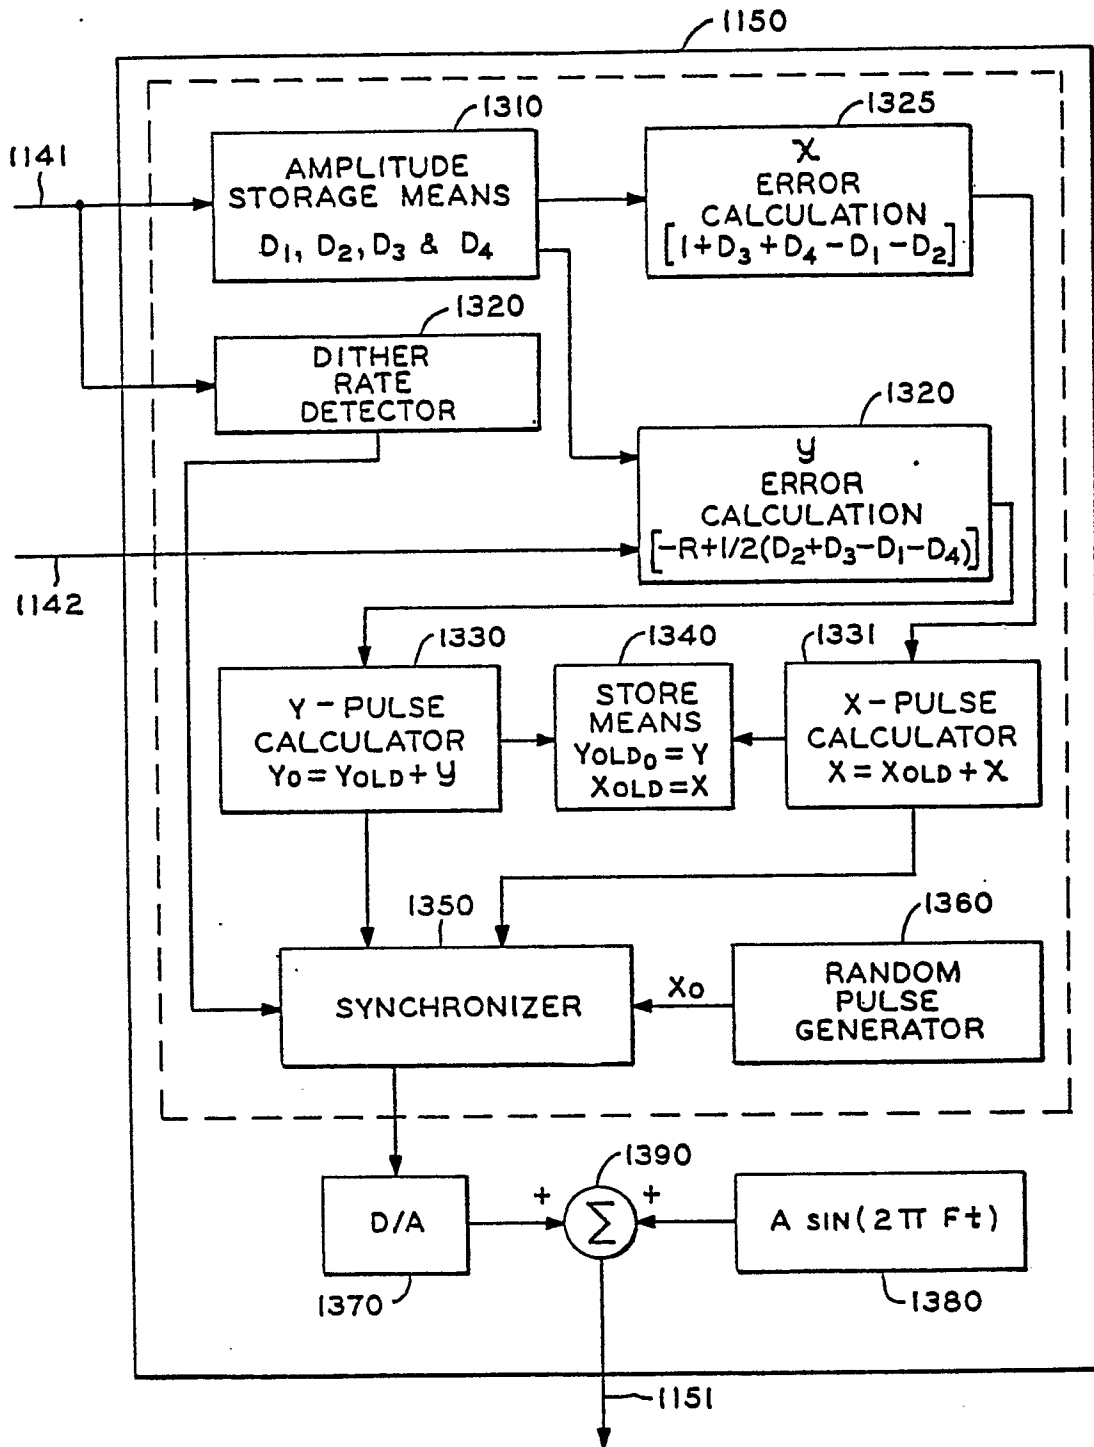 1150
1310
1325
1141
AMPLITUDE
STORAGE MEANS
D₁, D₂, D₃ & D₄
x
ERROR
CALCULATION
[1+D₃+D₄-D₁-D₂]
1320
DITHER
RATE
DETECTOR
1320
y
ERROR
CALCULATION
[-R+1/2(D₂+D₃-D₁-D₄)]
1142
1330
1340
1331
Y-PULSE
CALCULATOR
Y₀=YOLD+y
STORE
MEANS
YOLD₀=Y
XOLD=X
X-PULSE
CALCULATOR
X=XOLD+x
1350
1360
SYNCHRONIZER
X₀
RANDOM
PULSE
GENERATOR
1390
D/A
+
Σ
+
A SIN(2π Ft)
1370
1380
1151